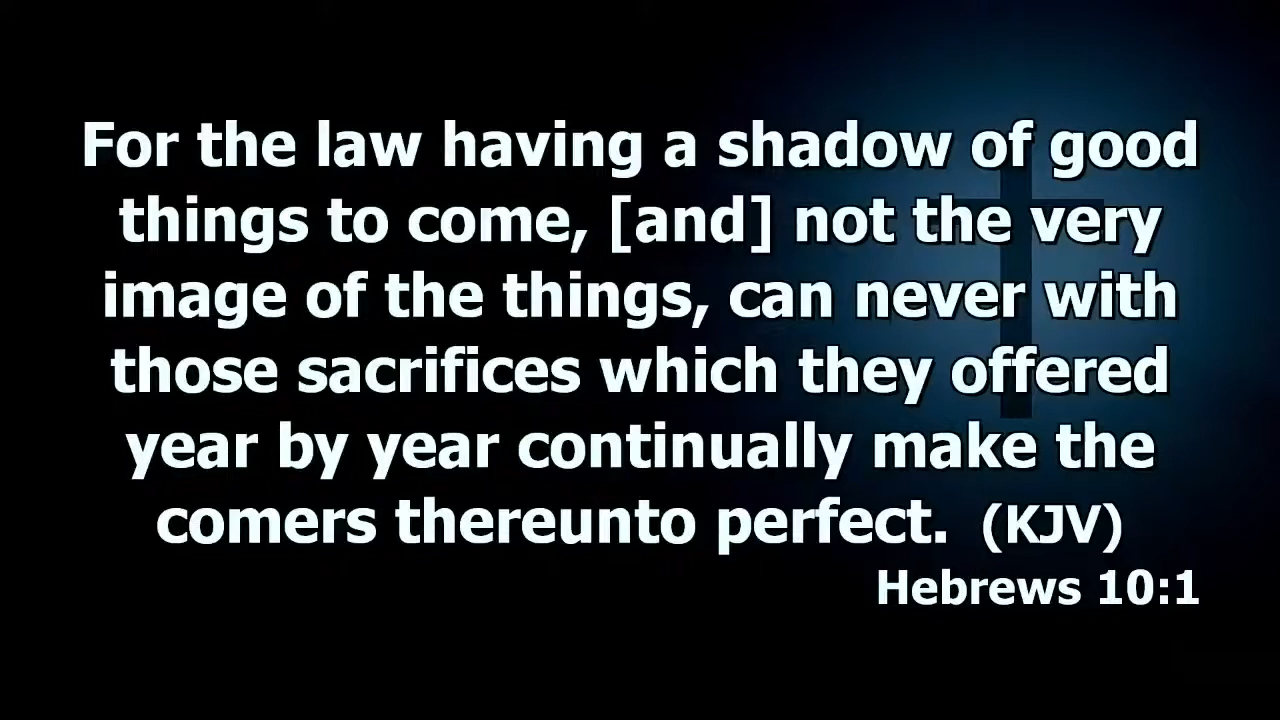 For the law having a shadow of good
things to come, [and] not the very
image of the things, can never with
those sacrifices which they offered
year by year continually make the
comers thereunto perfect. (KJV)
Hebrews 10:1